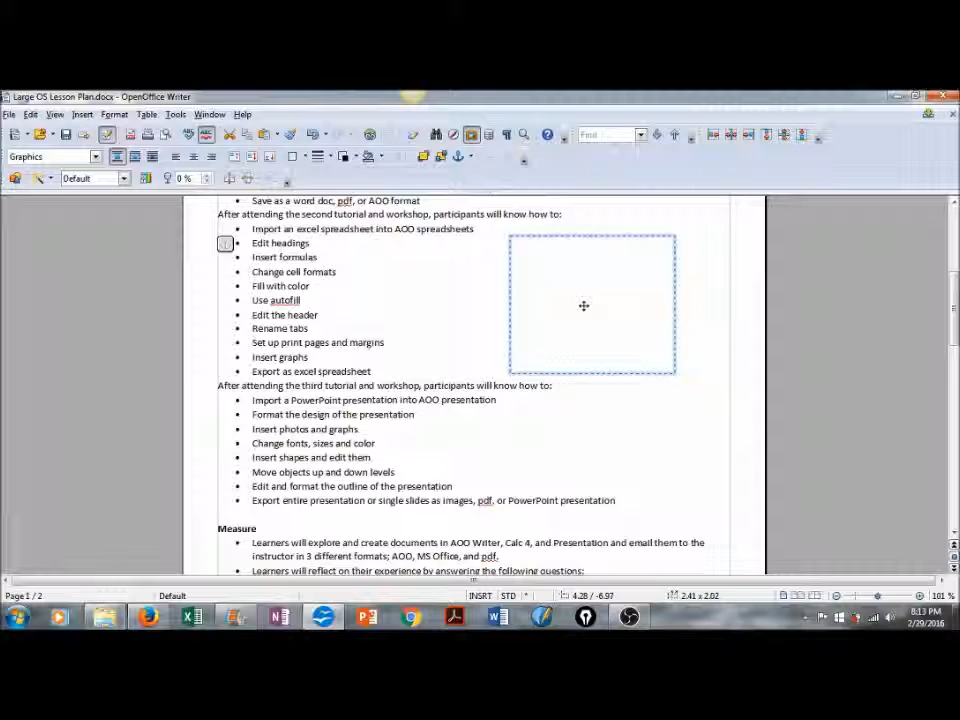 Large OS Lesson Plan.docx - OpenOffice Writer
File Edit View Insert Format Table Tools Window Help
Find
Graphics
Default 0 %
Save as a word doc, pdf, or AOO format
After attending the second tutorial and workshop, participants will know how to:
Import an excel spreadsheet into AOO spreadsheets
Edit headings
Insert formulas
Change cell formats
Fill with color
Use autofill
Edit the header
Rename tabs
Set up print pages and margins
Insert graphs
Export as excel spreadsheet
After attending the third tutorial and workshop, participants will know how to:
Import a PowerPoint presentation into AOO presentation
Format the design of the presentation
Insert photos and graphs
Change fonts, sizes and color
Insert shapes and edit them
Move objects up and down levels
Edit and format the outline of the presentation
Export entire presentation or single slides as images, pdf, or PowerPoint presentation
Measure
Learners will explore and create documents in AOO Writer, Calc 4, and Presentation and email them to the
instructor in 3 different formats; AOO, MS Office, and pdf.
Learners will reflect on their experience by answering the following questions:
Page 1 / 2 Default INSRT STD * 4.28 / -6.97 2.41 x 2.02 101 %
8:13 PM
2/29/2016